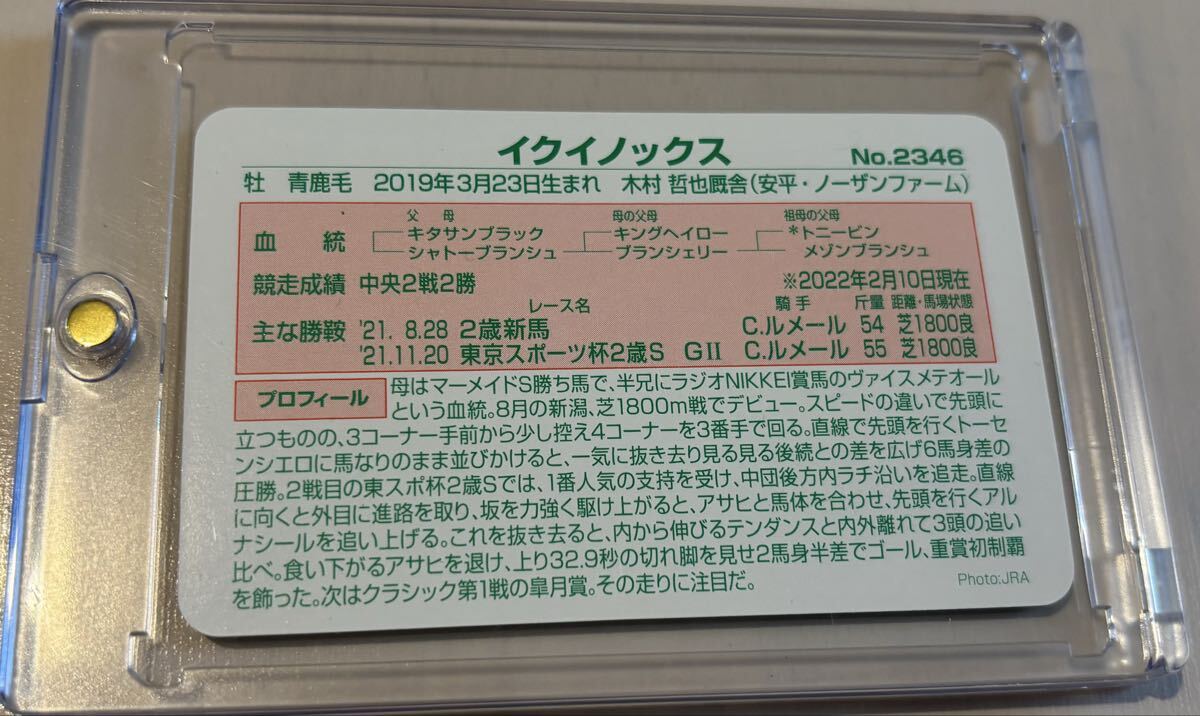 イクイノックス No.2346
牡 青鹿毛 2019年3月23日生まれ 木村 哲也厩舎(安平・ノーザンファーム)
父 母 母の父母 祖母の父母
血統 キタサンブラック キングヘイロー *トニービン
シャトーブランシュ ブランシェリー メゾンブランシュ
競走成績 中央2戦2勝 ※2022年2月10日現在
レース名 騎手 斤量 距離・馬場状態
主な勝鞍 '21. 8.28 2歳新馬 C.ルメール 54 芝1800良
'21.11.20 東京スポーツ杯2歳S GII C.ルメール 55 芝1800良
プロフィール 母はマーメイドS勝ち馬で、半兄にラジオNIKKEI賞馬のヴァイスメテオール
という血統。8月の新潟、芝1800m戦でデビュー。スピードの違いで先頭に
立つものの、3コーナー手前から少し控え4コーナーを3番手で回る。直線で先頭を行くトーセ
ンシエロに馬なりのまま並びかけると、一気に抜き去り見る見る後続との差を広げ6馬身差の
圧勝。2戦目の東スポ杯2歳Sでは、1番人気の支持を受け、中団後方内ラチ沿いを追走。直線
に向くと外目に進路を取り、坂を力強く駆け上がると、アサヒと馬体を合わせ、先頭を行くアル
ナシールを追い上げる。これを抜き去ると、内から伸びるテンダンスと内外離れて3頭の追い
比べ。食い下がるアサヒを退け、上り32.9秒の切れ脚を見せ2馬身半差でゴール、重賞初制覇
を飾った。次はクラシック第1戦の皐月賞。その走りに注目だ。
Photo:JRA